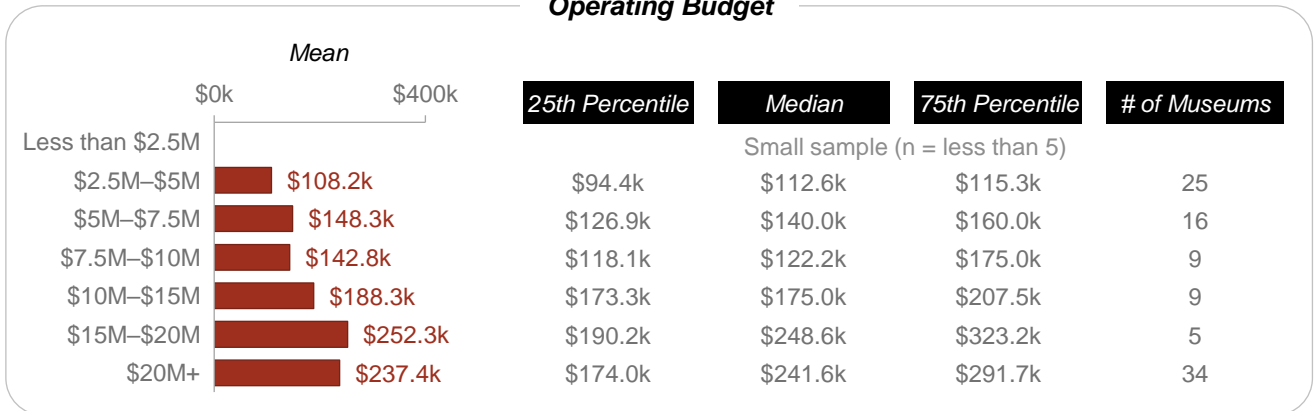 Operating Budget
Mean
$0k $400k 25th Percentile Median 75th Percentile # of Museums
Less than $2.5M Small sample (n = less than 5)
$2.5M–$5M $108.2k $94.4k $112.6k $115.3k 25
$5M–$7.5M $148.3k $126.9k $140.0k $160.0k 16
$7.5M–$10M $142.8k $118.1k $122.2k $175.0k 9
$10M–$15M $188.3k $173.3k $175.0k $207.5k 9
$15M–$20M $252.3k $190.2k $248.6k $323.2k 5
$20M+ $237.4k $174.0k $241.6k $291.7k 34